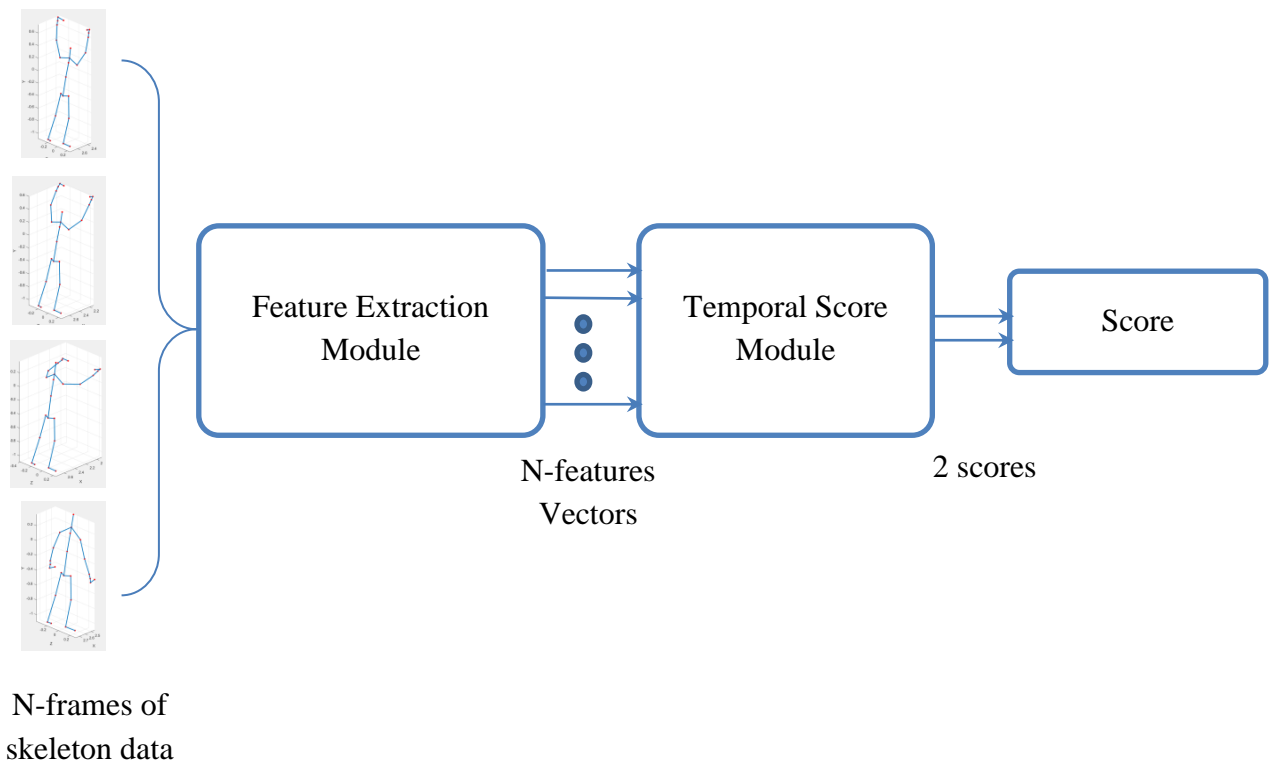 Feature Extraction
Module
Temporal Score
Module
Score
N-features
Vectors
2 scores
N-frames of
skeleton data